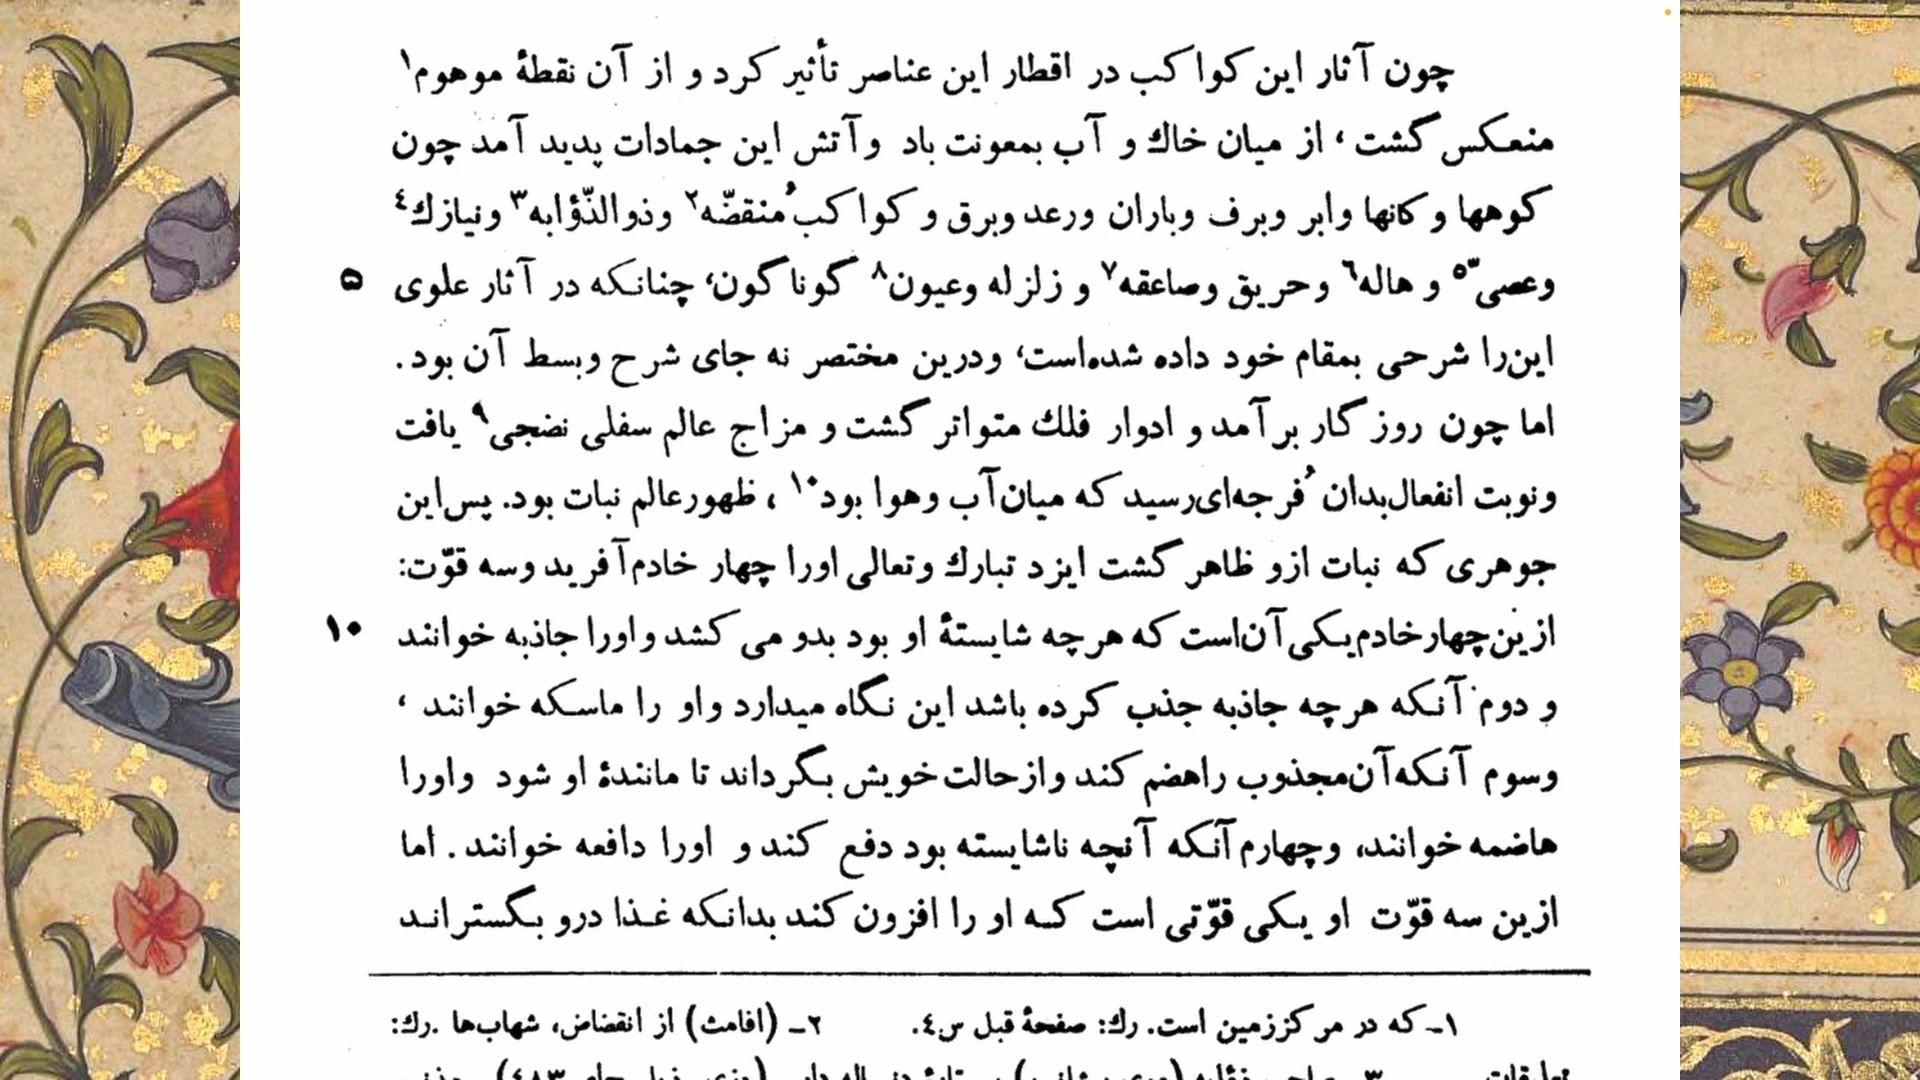 چون آثار این کواکب در اقطار این عناصر تأثیر کرد و از آن نقطهٔ موهوم۱
منعکس گشت، از میان خاك و آب بمعونت باد وآتش این جمادات پدید آمد چون
کوهها وکانها وابر وبرف وباران ورعد وبرق و کواکب مُنقضّه۲ وذوالذّؤابه۳ ونیازك٤
وعصیّ۵ و هاله٦ وحریق وصاعقه۷ و زلزله وعیون۸ گوناگون، چنانکه در آثار علوی
۵
این‌را شرحی بمقام خود داده شده‌است، ودرین مختصر نه جای شرح وبسط آن بود.
اما چون روزگار برآمد و ادوار فلك متواتر گشت و مزاج عالم سفلی نضجی۹ یافت
ونوبت انفعال‌بدان فُرجه‌ای‌رسید که میان‌آب وهوا بود۱۰، ظهورعالم نبات بود. پس‌این
جوهری که نبات ازو ظاهر گشت ایزد تبارك وتعالی اورا چهار خادم‌آفرید وسه قوّت:
ازین‌چهارخادم‌یکی‌آن‌است که هرچه شایستهٔ او بود بدو می کشد واورا جاذبه خوانند
۱۰
و دوم آنکه هرچه جاذبه جذب کرده باشد این نگاه میدارد واو را ماسکه خوانند،
وسوم آنکه‌آن‌مجذوب راهضم کند وازحالت‌خویش بگرداند تا مانندهٔ او شود واورا
هاضمه خوانند، وچهارم‌آنکه آنچه ناشایسته بود دفع کند و اورا دافعه خوانند. اما
ازین سه قوّت او یکی قوّتی است که او را افزون کند بدانکه غذا درو بگستراند
۱ـ که در مرکززمین است. رك: صفحهٔ قبل س٤. ۲ـ (افامث) از انقضاض، شهاب‌ها .رك: